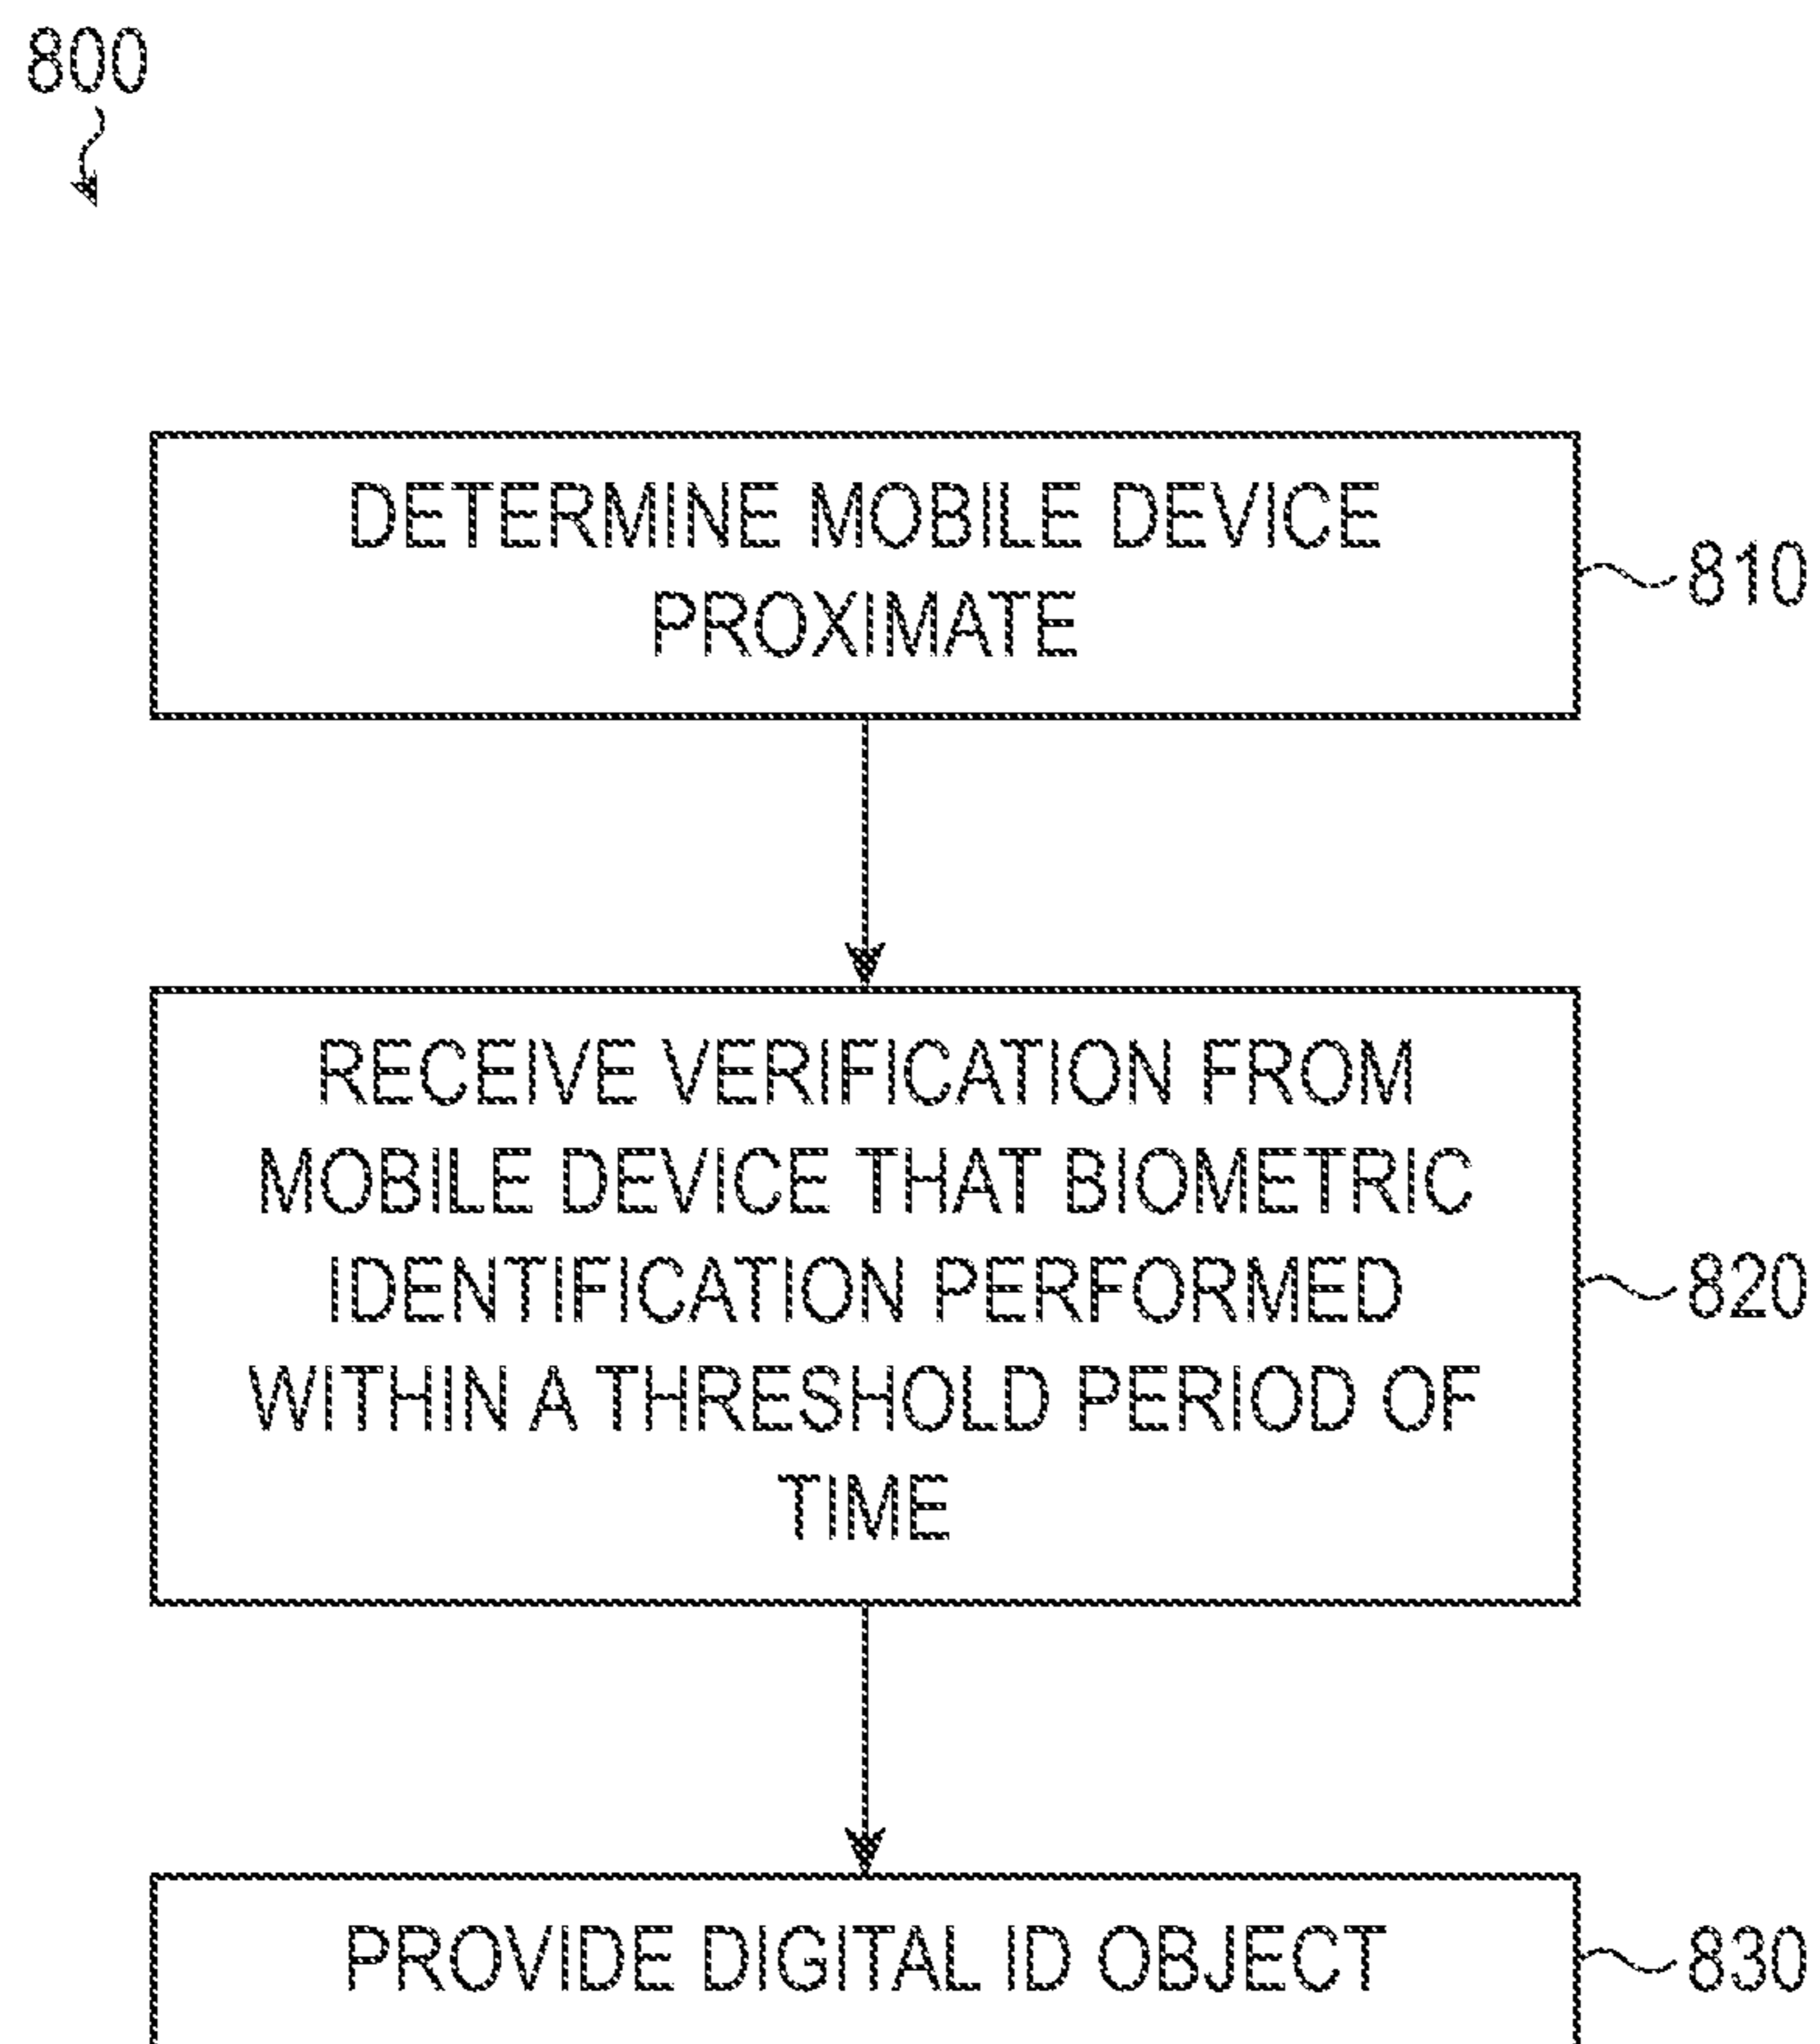 800
DETERMINE MOBILE DEVICE
PROXIMATE
810
RECEIVE VERIFICATION FROM
MOBILE DEVICE THAT BIOMETRIC
IDENTIFICATION PERFORMED
WITHIN A THRESHOLD PERIOD OF
TIME
820
PROVIDE DIGITAL ID OBJECT
830